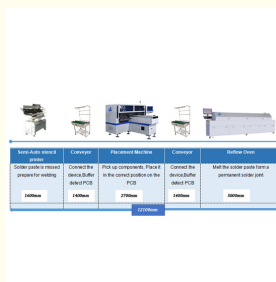 Semi-Auto stencil printer
Conveyor
Placement Machine
Conveyor
Reflow Oven
Solder paste is missed
prepare for welding
Connect the
device,Buffer
detect PCB
Pick up components, Place it
in the correct position on the
PCB
Connect the
device,Buffer
detect PCB
Melt the solder paste form a
permanent solder joint
1600mm
1400mm
2700mm
1400mm
5000mm
12100mm